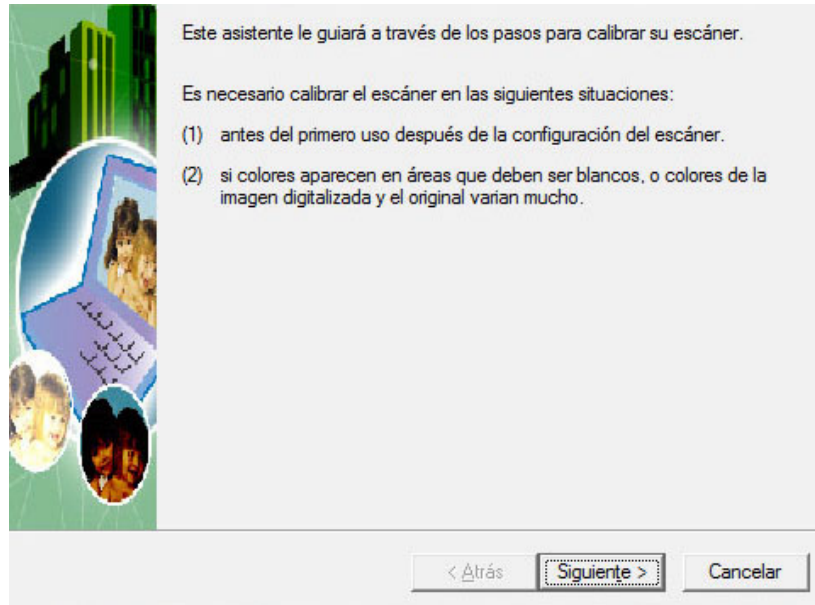 Este asistente le guiará a través de los pasos para calibrar su escáner.
Es necesario calibrar el escáner en las siguientes situaciones:
(1) antes del primero uso después de la configuración del escáner.
(2) si colores aparecen en áreas que deben ser blancos, o colores de la
imagen digitalizada y el original varian mucho.
< Atrás Siguiente > Cancelar